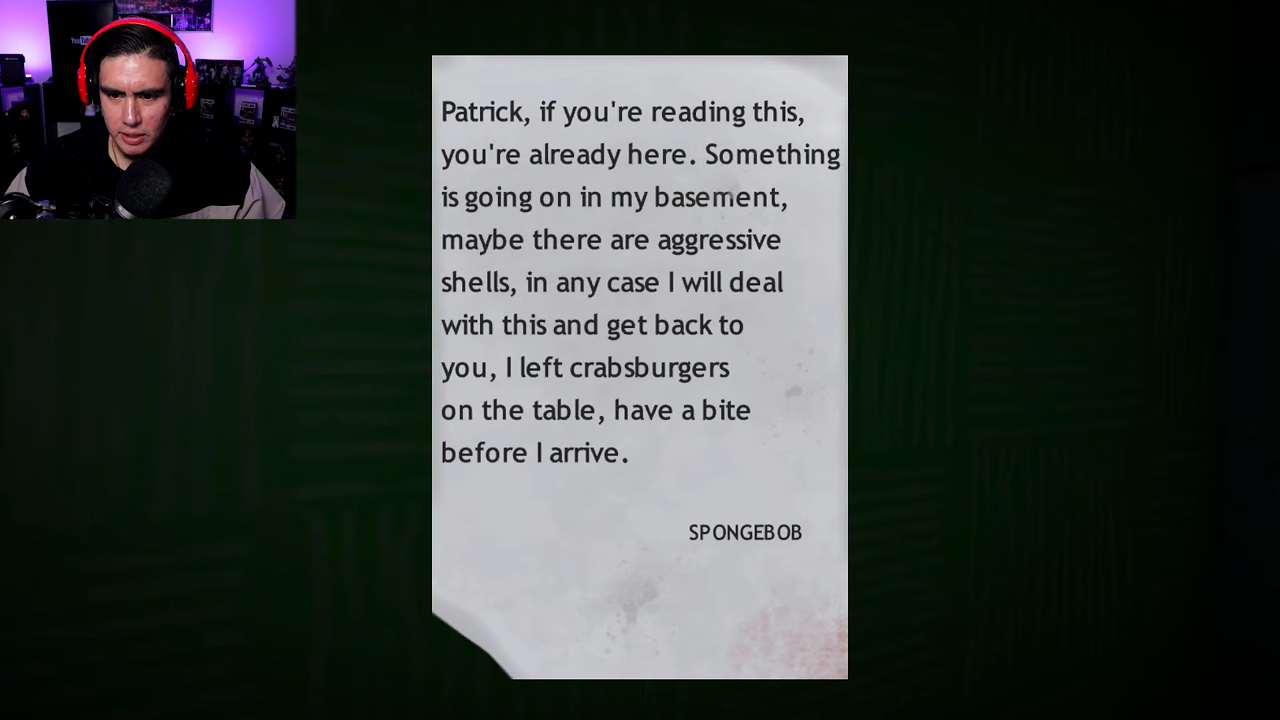 Patrick, if you're reading this,
you're already here. Something
is going on in my basement,
maybe there are aggressive
shells, in any case I will deal
with this and get back to
you, I left crabsburgers
on the table, have a bite
before I arrive.
SPONGEBOB